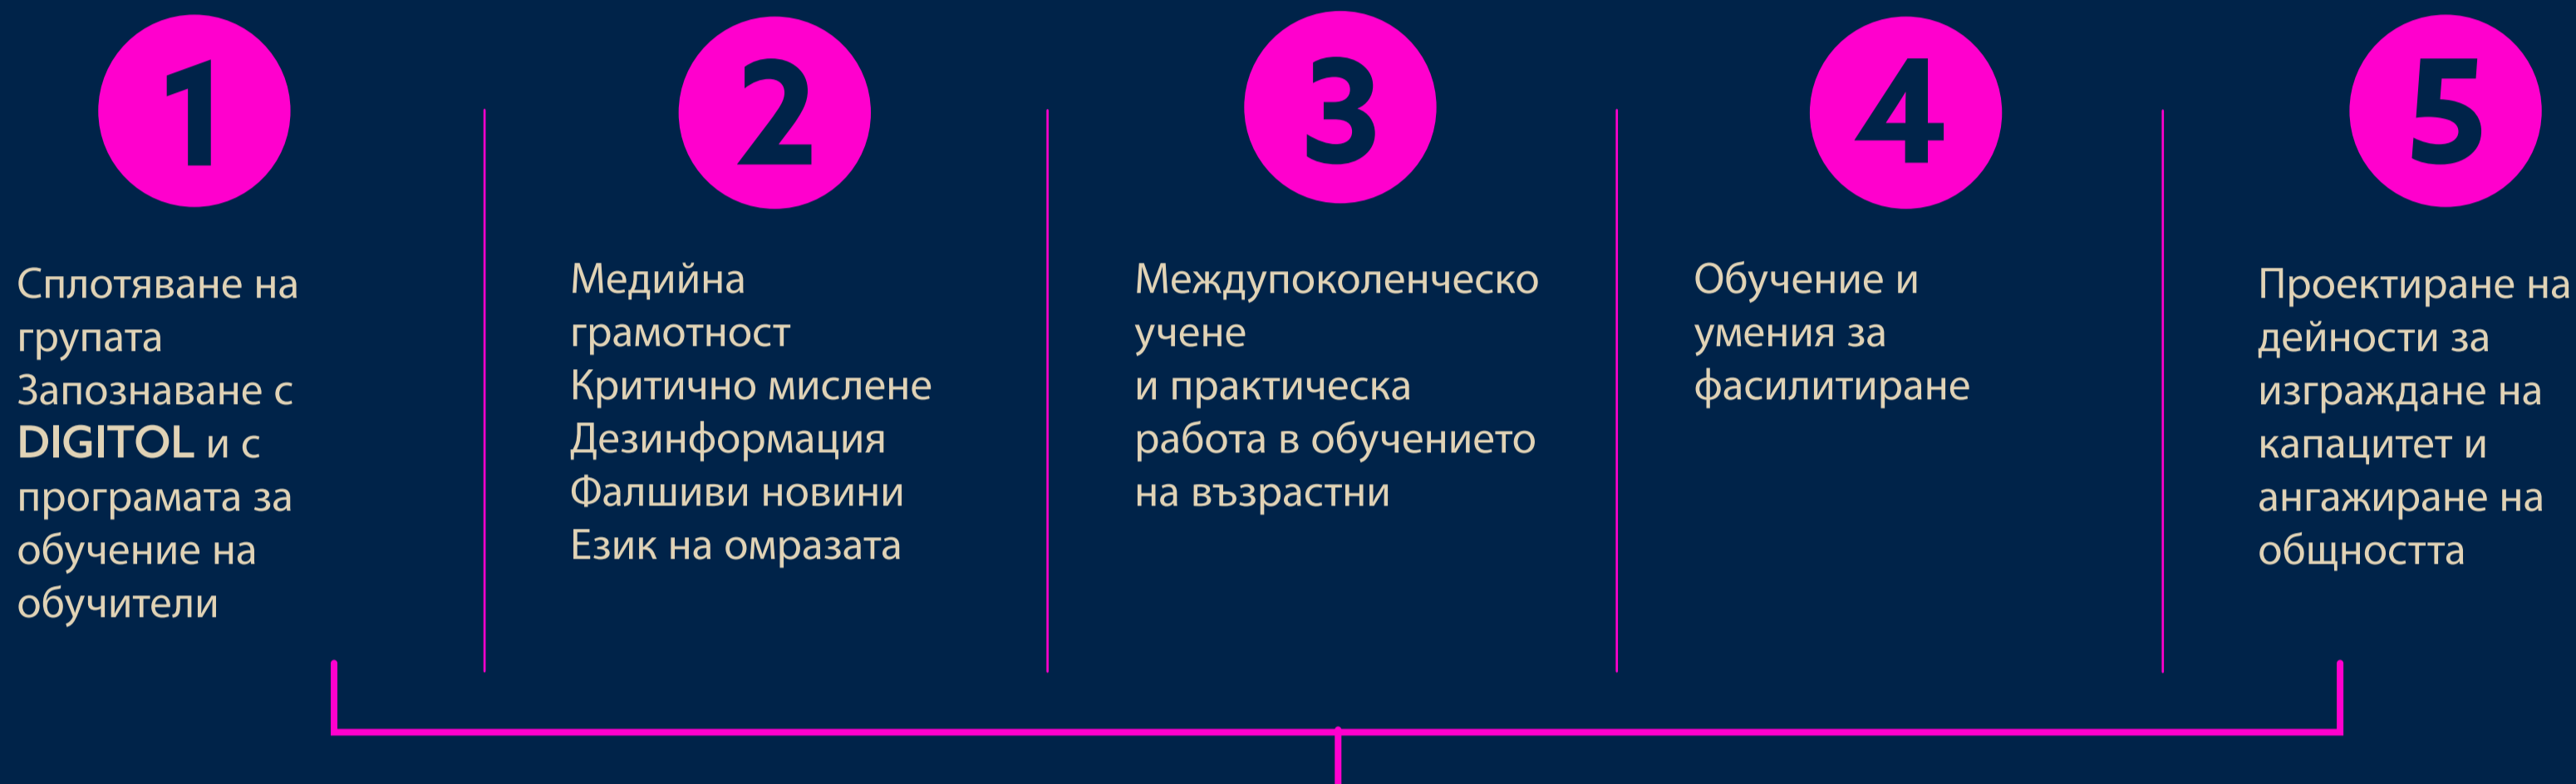 1
Сплотяване на
групата
Запознаване с
DIGITOL и с
програмата за
обучение на
обучители
2
Медийна
грамотност
Критично мислене
Дезинформация
Фалшиви новини
Език на омразата
3
Междупоколенческо
учене
и практическа
работа в обучението
на възрастни
4
Обучение и
умения за
фасилитиране
5
Проектиране на
дейности за
изграждане на
капацитет и
ангажиране на
общността